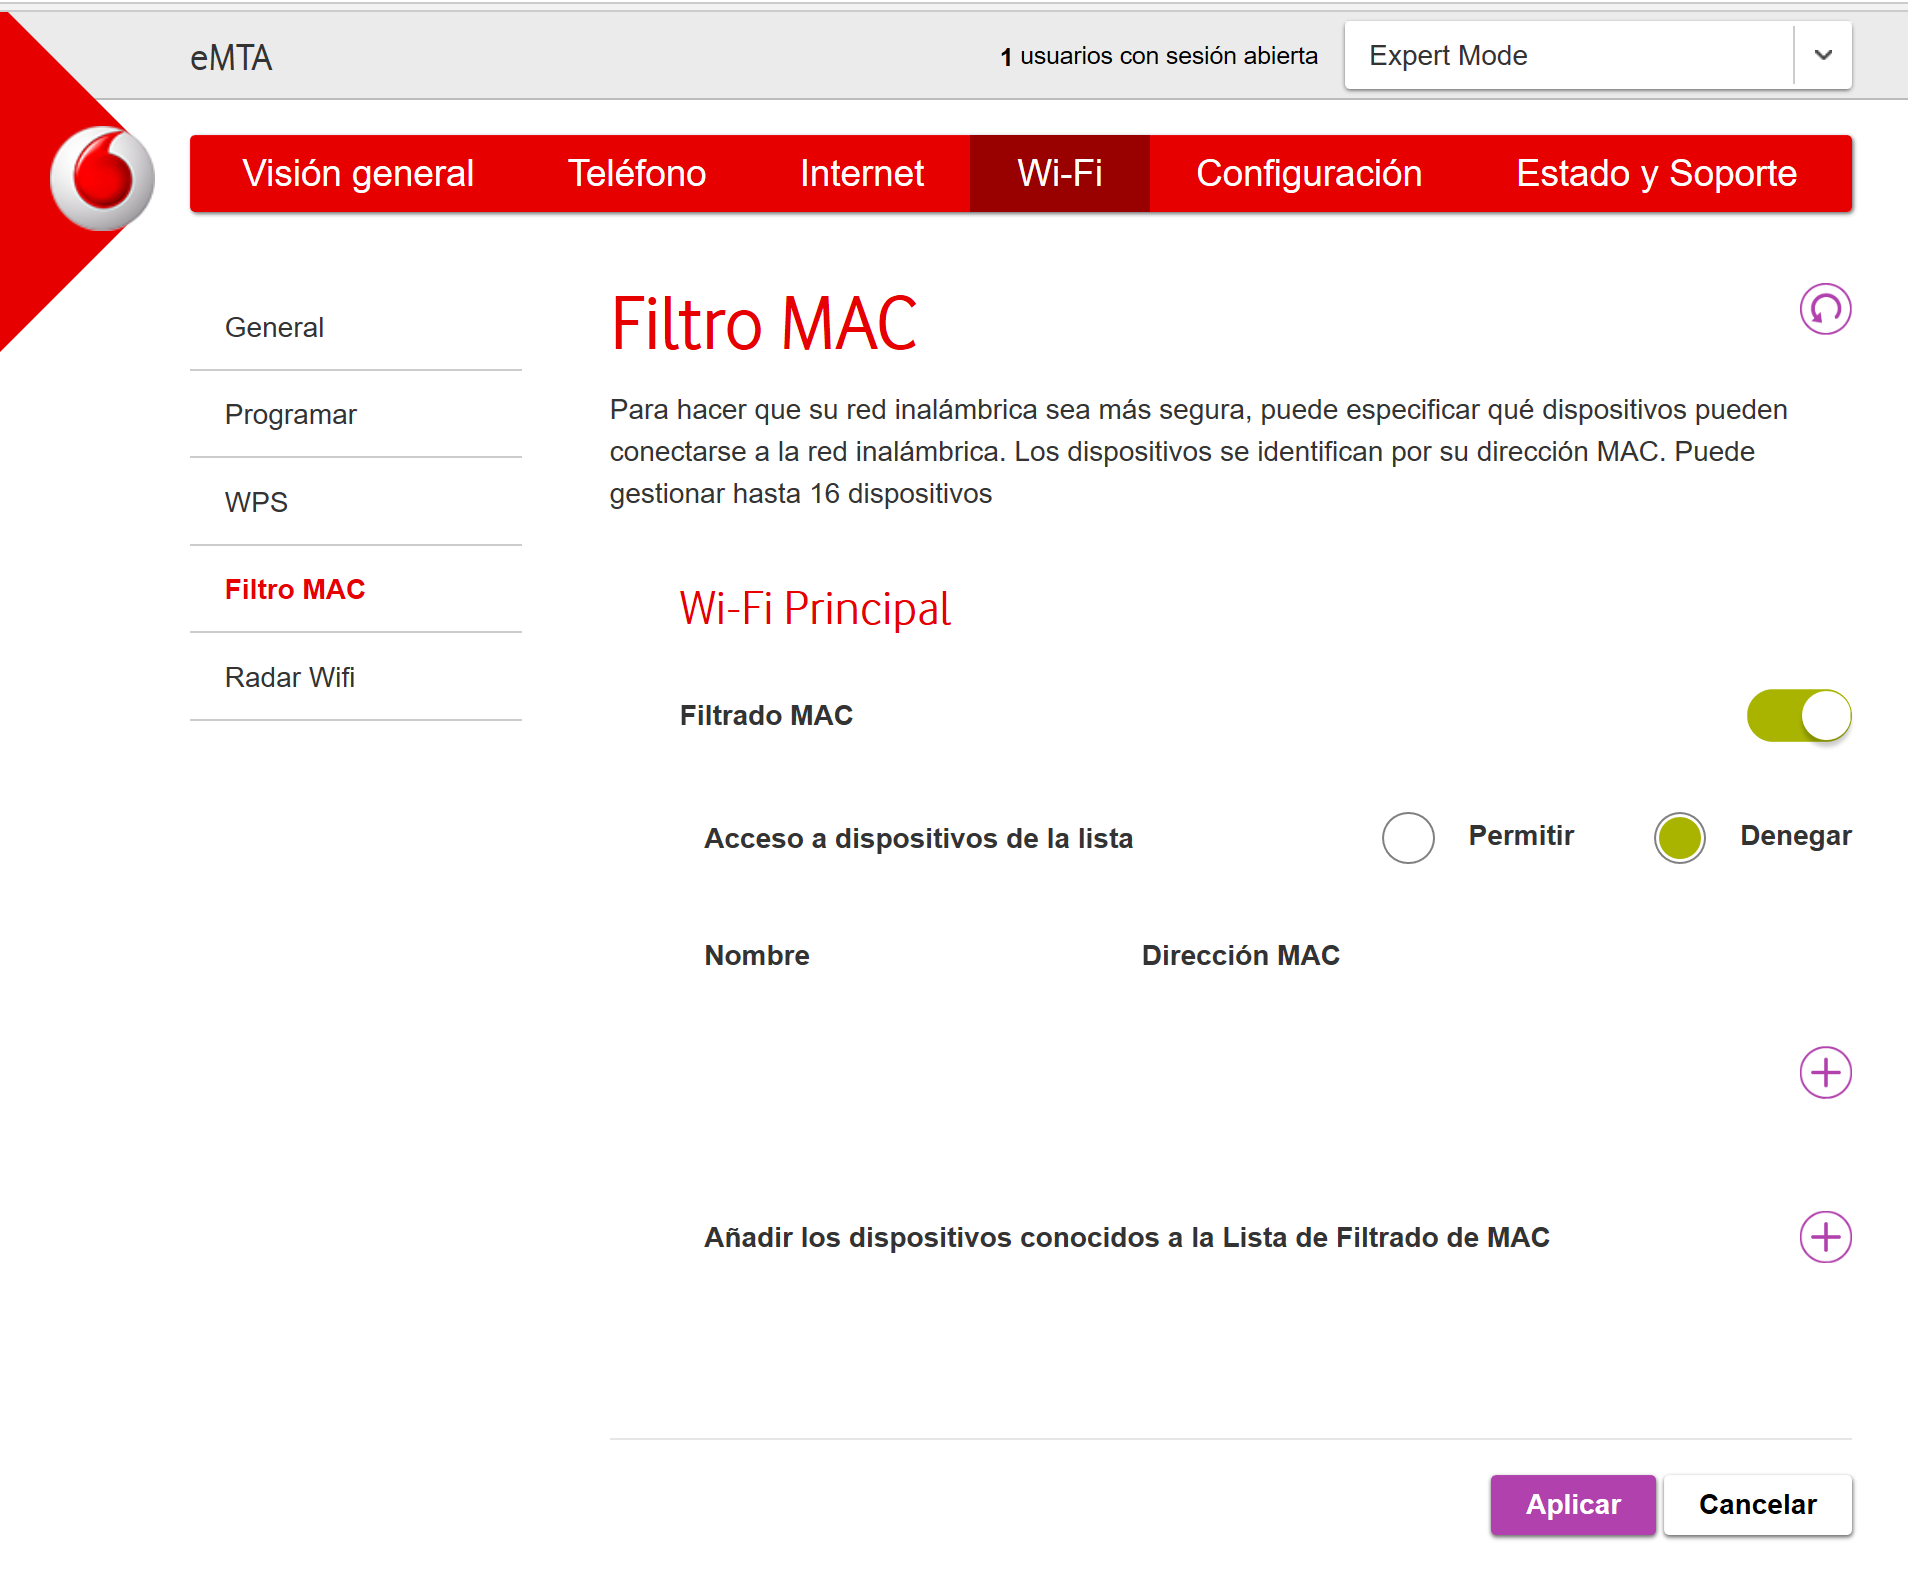 eMTA
1 usuarios con sesión abierta
Expert Mode
Visión general
Teléfono
Internet
Wi-Fi
Configuración
Estado y Soporte
General
Programar
WPS
Filtro MAC
Radar Wifi
Filtro MAC
Para hacer que su red inalámbrica sea más segura, puede especificar qué dispositivos pueden
conectarse a la red inalámbrica. Los dispositivos se identifican por su dirección MAC. Puede
gestionar hasta 16 dispositivos
Wi-Fi Principal
Filtrado MAC
Acceso a dispositivos de la lista
Permitir
Denegar
Nombre
Dirección MAC
Añadir los dispositivos conocidos a la Lista de Filtrado de MAC
Aplicar
Cancelar